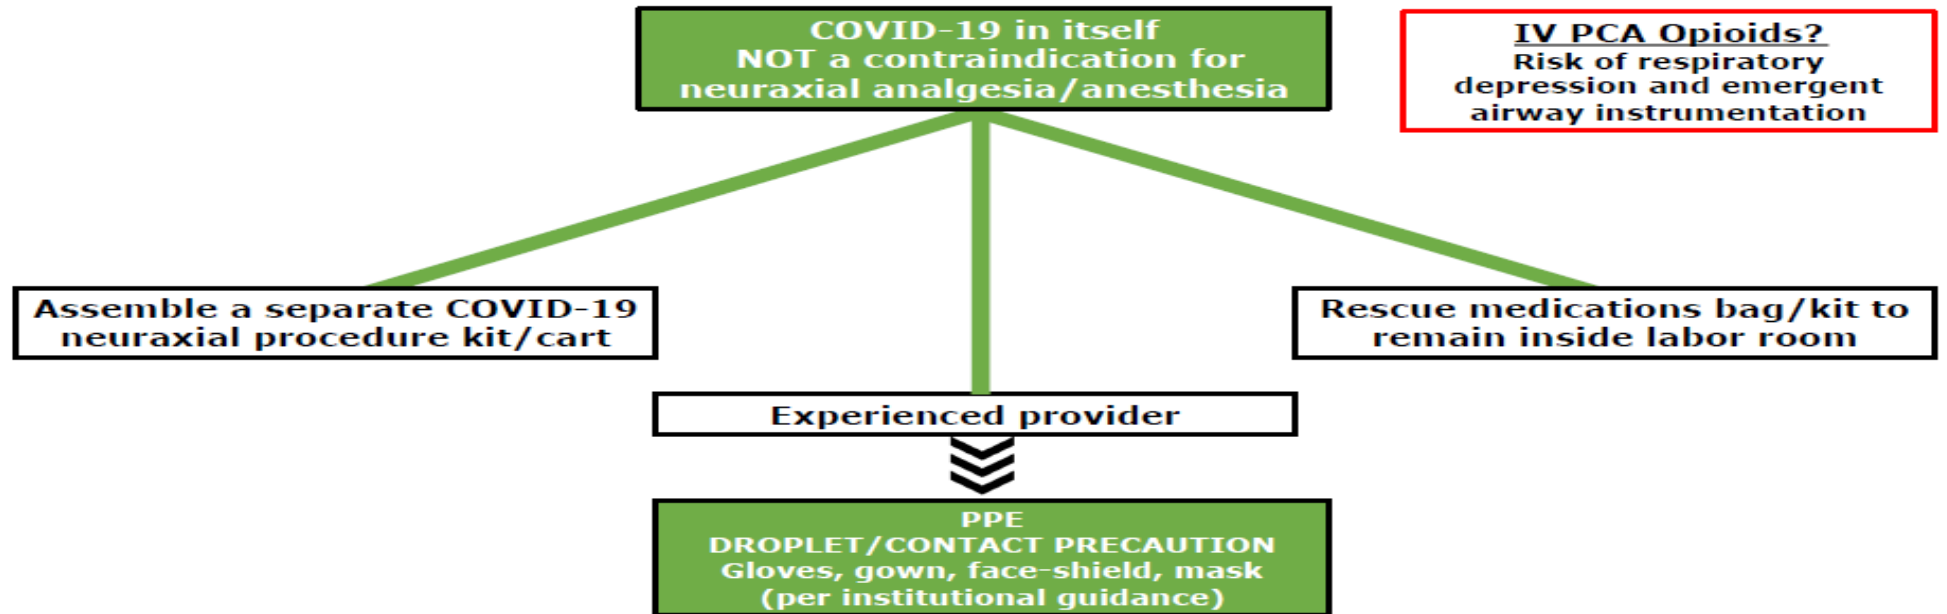 COVID-19 in itself
NOT a contraindication for
neuraxial analgesia/anesthesia
IV PCA Opioids?
Risk of respiratory
depression and emergent
airway instrumentation
Assemble a separate COVID-19
neuraxial procedure kit/cart
Rescue medications bag/kit to
remain inside labor room
Experienced provider
PPE
DROPLET/CONTACT PRECAUTION
Gloves, gown, face-shield, mask
(per institutional guidance)